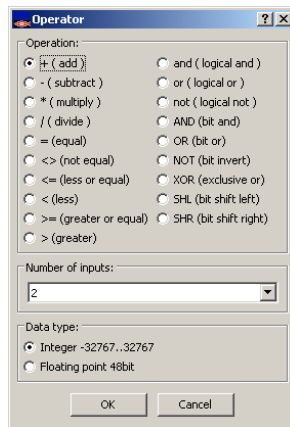 Operator
Operation:
+ ( add )
- ( subtract )
* ( multiply )
/ ( divide )
= (equal)
<> (not equal)
<= (less or equal)
< (less)
>= (greater or equal)
> (greater)
and ( logical and )
or ( logical or )
not ( logical not )
AND (bit and)
OR (bit or)
NOT (bit invert)
XOR (exclusive or)
SHL (bit shift left)
SHR (bit shift right)
Number of inputs:
2
Data type:
Integer -32767..32767
Floating point 48bit
OK
Cancel